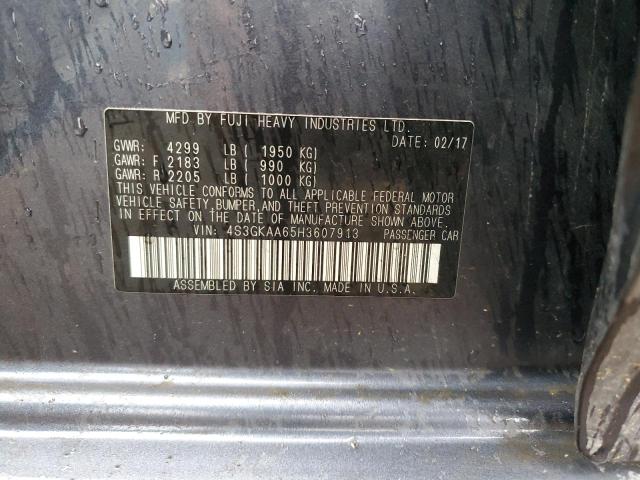 MFD. BY FUJI HEAVY INDUSTRIES LTD.
DATE: 02/17
GVWR: 4299 LB ( 1950 KG)
GAWR: F 2183 LB ( 990 KG)
GAWR: R 2205 LB ( 1000 KG)
THIS VEHICLE CONFORMS TO ALL APPLICABLE FEDERAL MOTOR
VEHICLE SAFETY, BUMPER, AND THEFT PREVENTION STANDARDS
IN EFFECT ON THE DATE OF MANUFACTURE SHOWN ABOVE.
VIN: 4S3GKAA65H3607913 PASSENGER CAR
ASSEMBLED BY SIA INC. MADE IN U.S.A.